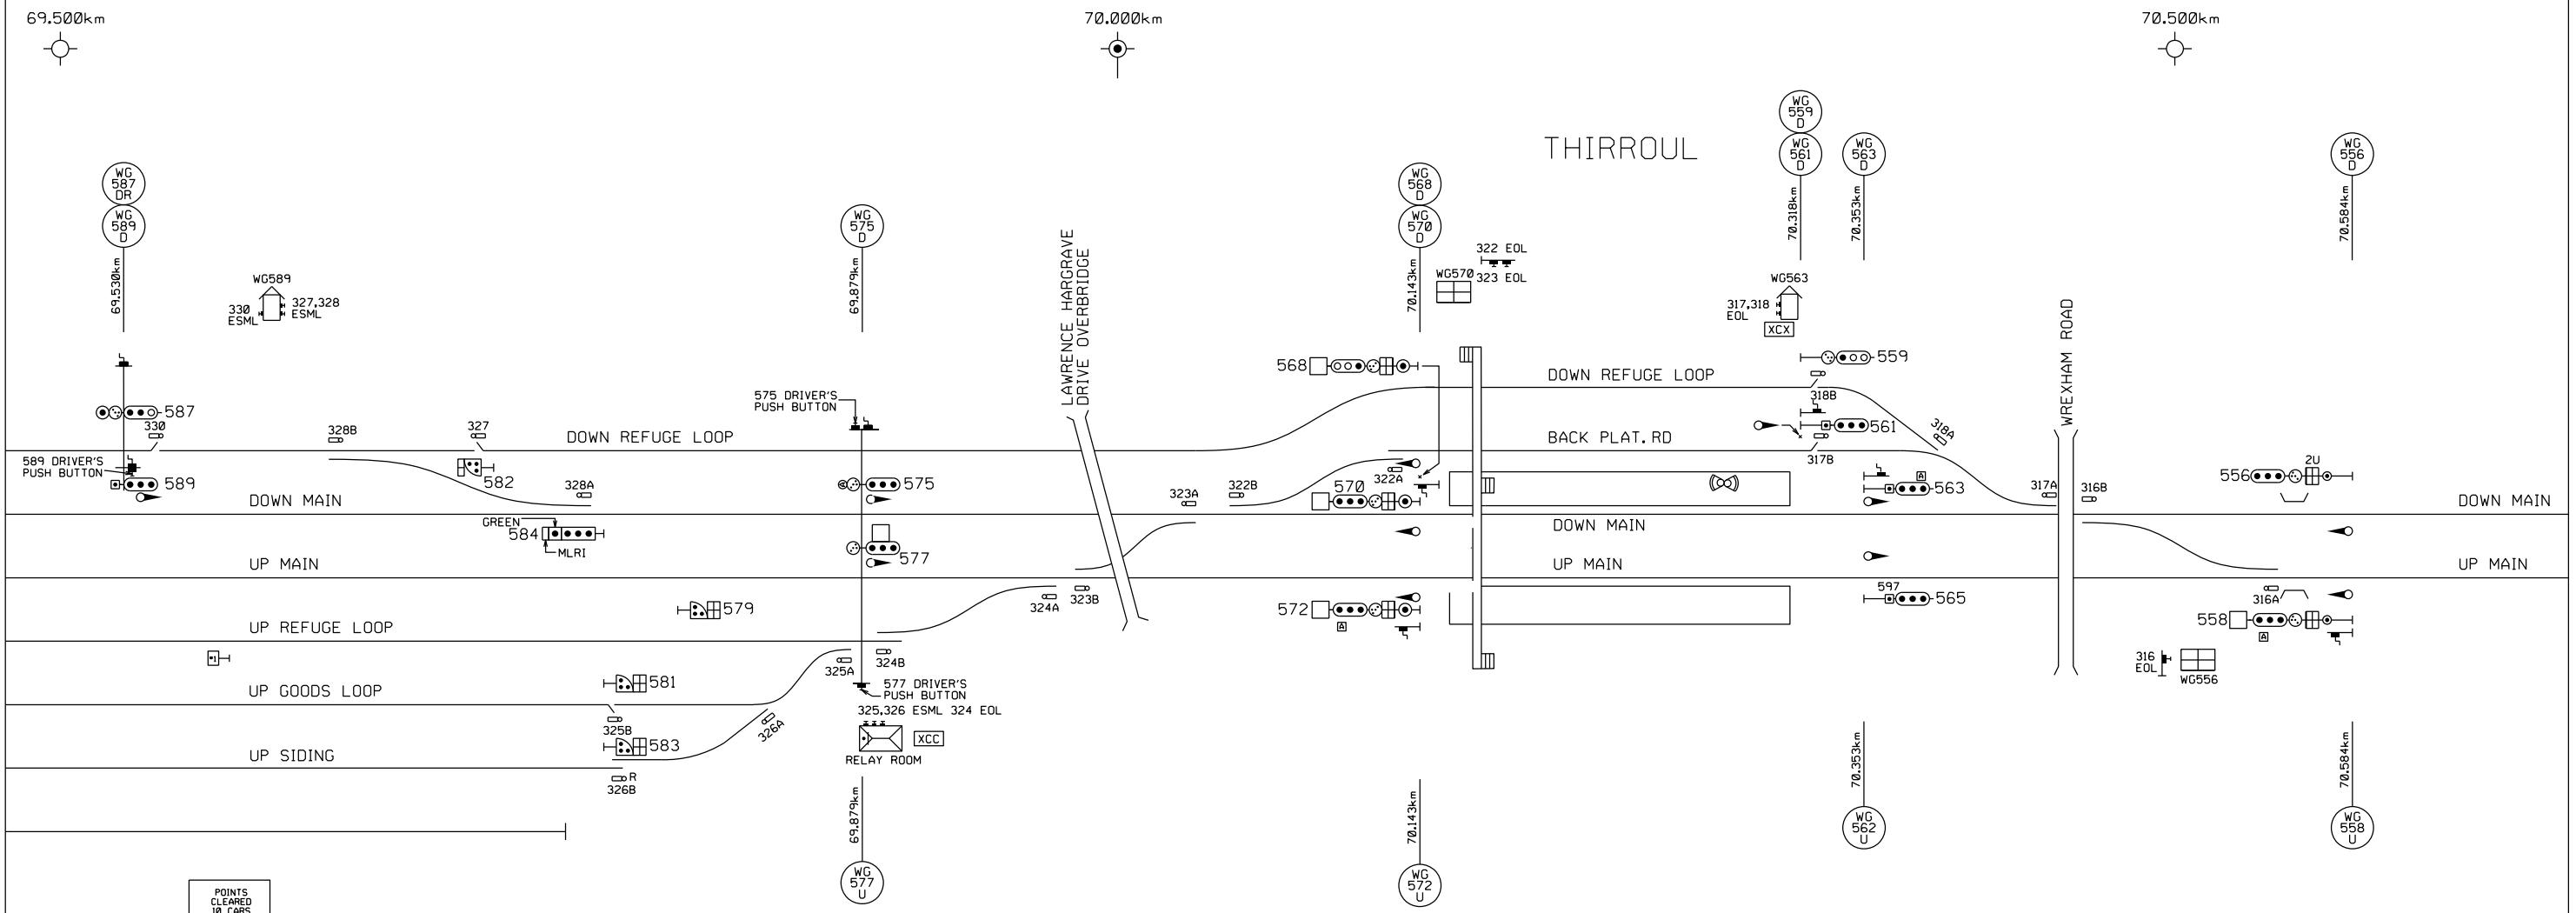 69.500km
70.000km
70.500km
THIRROUL
WG
587
DR
WG
589
D
69.530km
WG
575
D
69.879km
LAWRENCE HARGRAVE
DRIVE OVERBRIDGE
WG
568
D
WG
570
D
70.143km
WG
559
D
WG
561
D
70.318km
WG
563
D
70.353km
WG
556
D
70.584km
WG589
330
ESML
327,328
ESML
322 EOL
323 EOL
WG570
WG563
317,318
EOL
XCX
WREXHAM ROAD
587
330
328B
327
DOWN REFUGE LOOP
575 DRIVER'S
PUSH BUTTON
568
DOWN REFUGE LOOP
559
318B
318A
589 DRIVER'S
PUSH BUTTON
589
582
328A
575
323A
322B
322A
570
BACK PLAT.RD
561
317B
563
A
317A
316B
556
2U
DOWN MAIN
DOWN MAIN
DOWN MAIN
GREEN
584
MLRI
577
UP MAIN
UP MAIN
UP MAIN
579
324A
323B
572
A
597
565
316A
558
A
UP REFUGE LOOP
325A
324B
316
EOL
WG556
UP GOODS LOOP
581
577 DRIVER'S
PUSH BUTTON
325,326 ESML 324 EOL
325B
326A
583
XCC
RELAY ROOM
UP SIDING
R
326B
69.879km
WG
577
U
70.143km
WG
572
U
70.353km
WG
562
U
70.584km
WG
558
U
POINTS
CLEARED
10 CARS